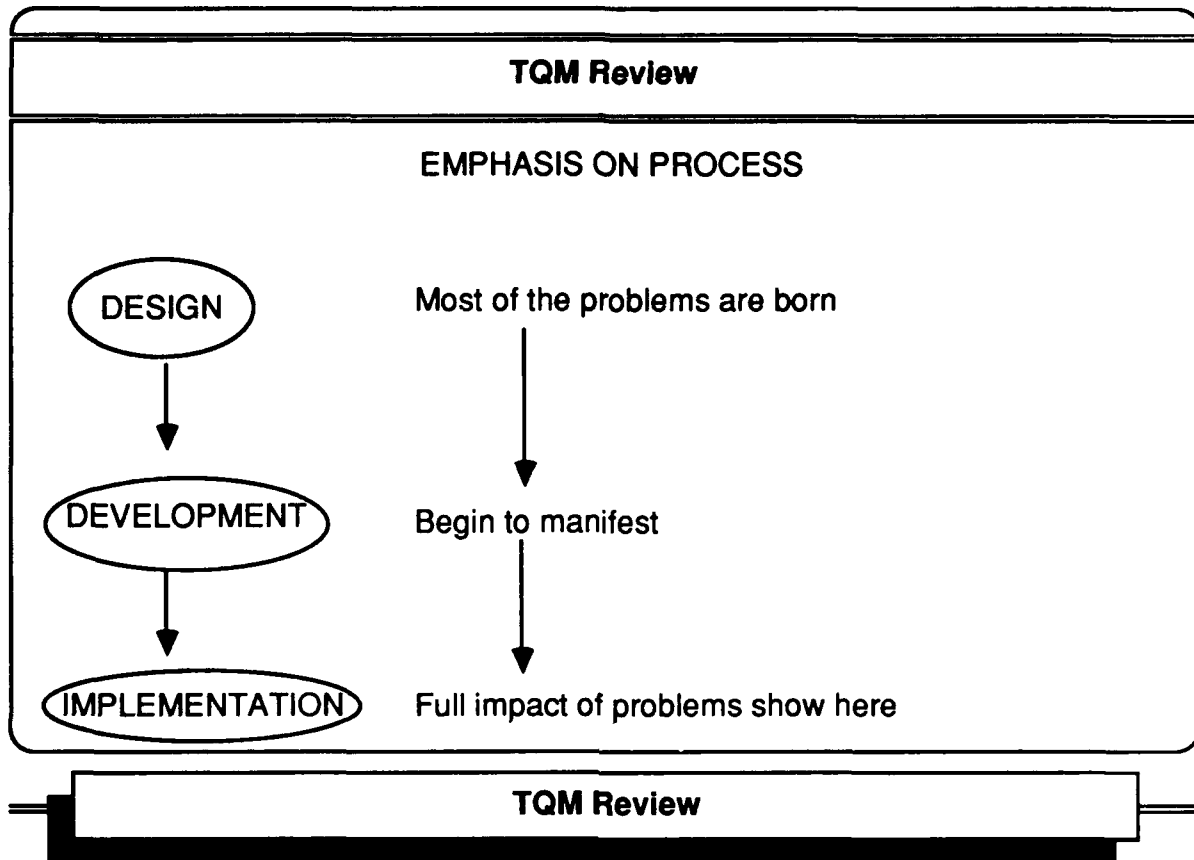 TQM Review
EMPHASIS ON PROCESS
DESIGN
Most of the problems are born
DEVELOPMENT
Begin to manifest
IMPLEMENTATION
Full impact of problems show here
TQM Review